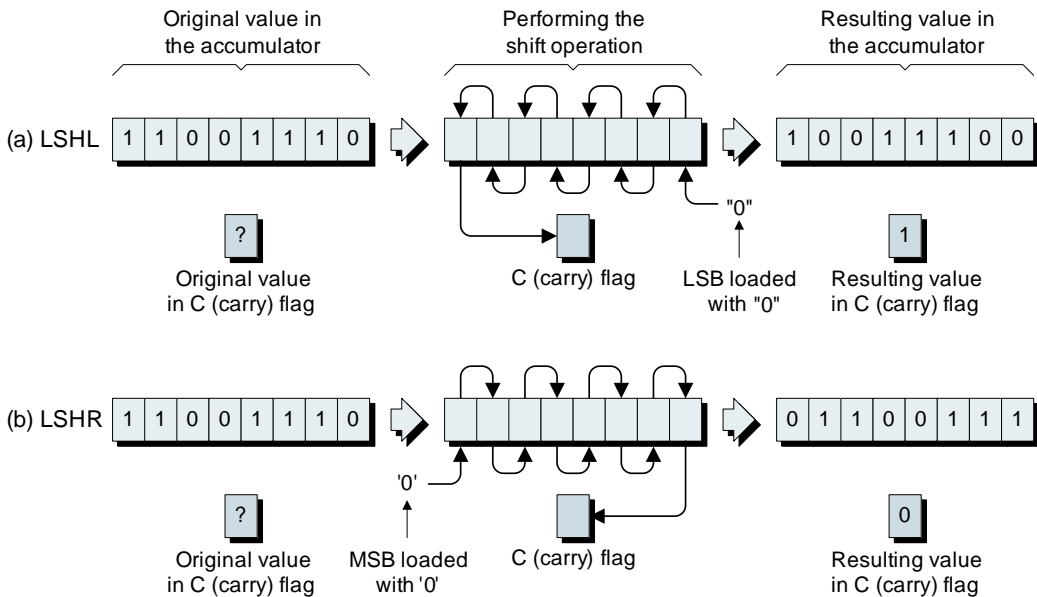 Original value in
the accumulator
Performing the
shift operation
Resulting value in
the accumulator
(a) LSHL
1 1 0 0 1 1 1 0
1 0 0 1 1 1 0 0
"0"
?
1
Original value
in C (carry) flag
C (carry) flag
LSB loaded
with "0"
Resulting value
in C (carry) flag
(b) LSHR
1 1 0 0 1 1 1 0
0 1 1 0 0 1 1 1
'0'
?
0
Original value
in C (carry) flag
MSB loaded
with '0'
C (carry) flag
Resulting value
in C (carry) flag